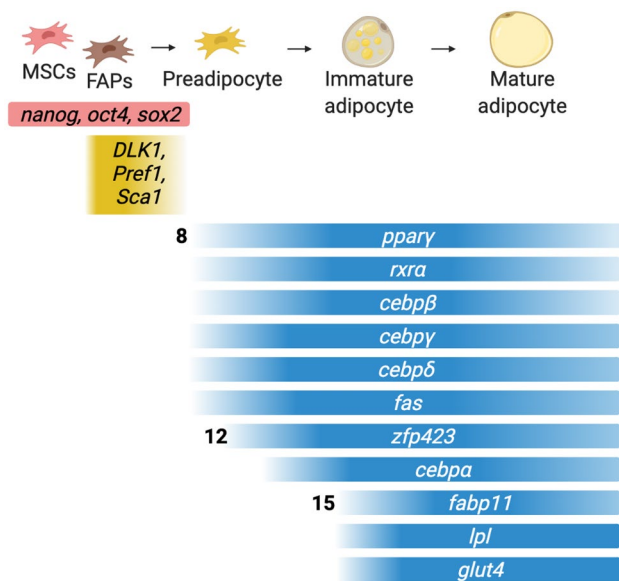 MSCs
FAPs
Preadipocyte
Immature
adipocyte
Mature
adipocyte
nanog, oct4, sox2
DLK1,
Pref1,
Sca1
8
pparγ
rxrα
cebpβ
cebpγ
cebpδ
fas
12
zfp423
cebpα
15
fabp11
lpl
glut4